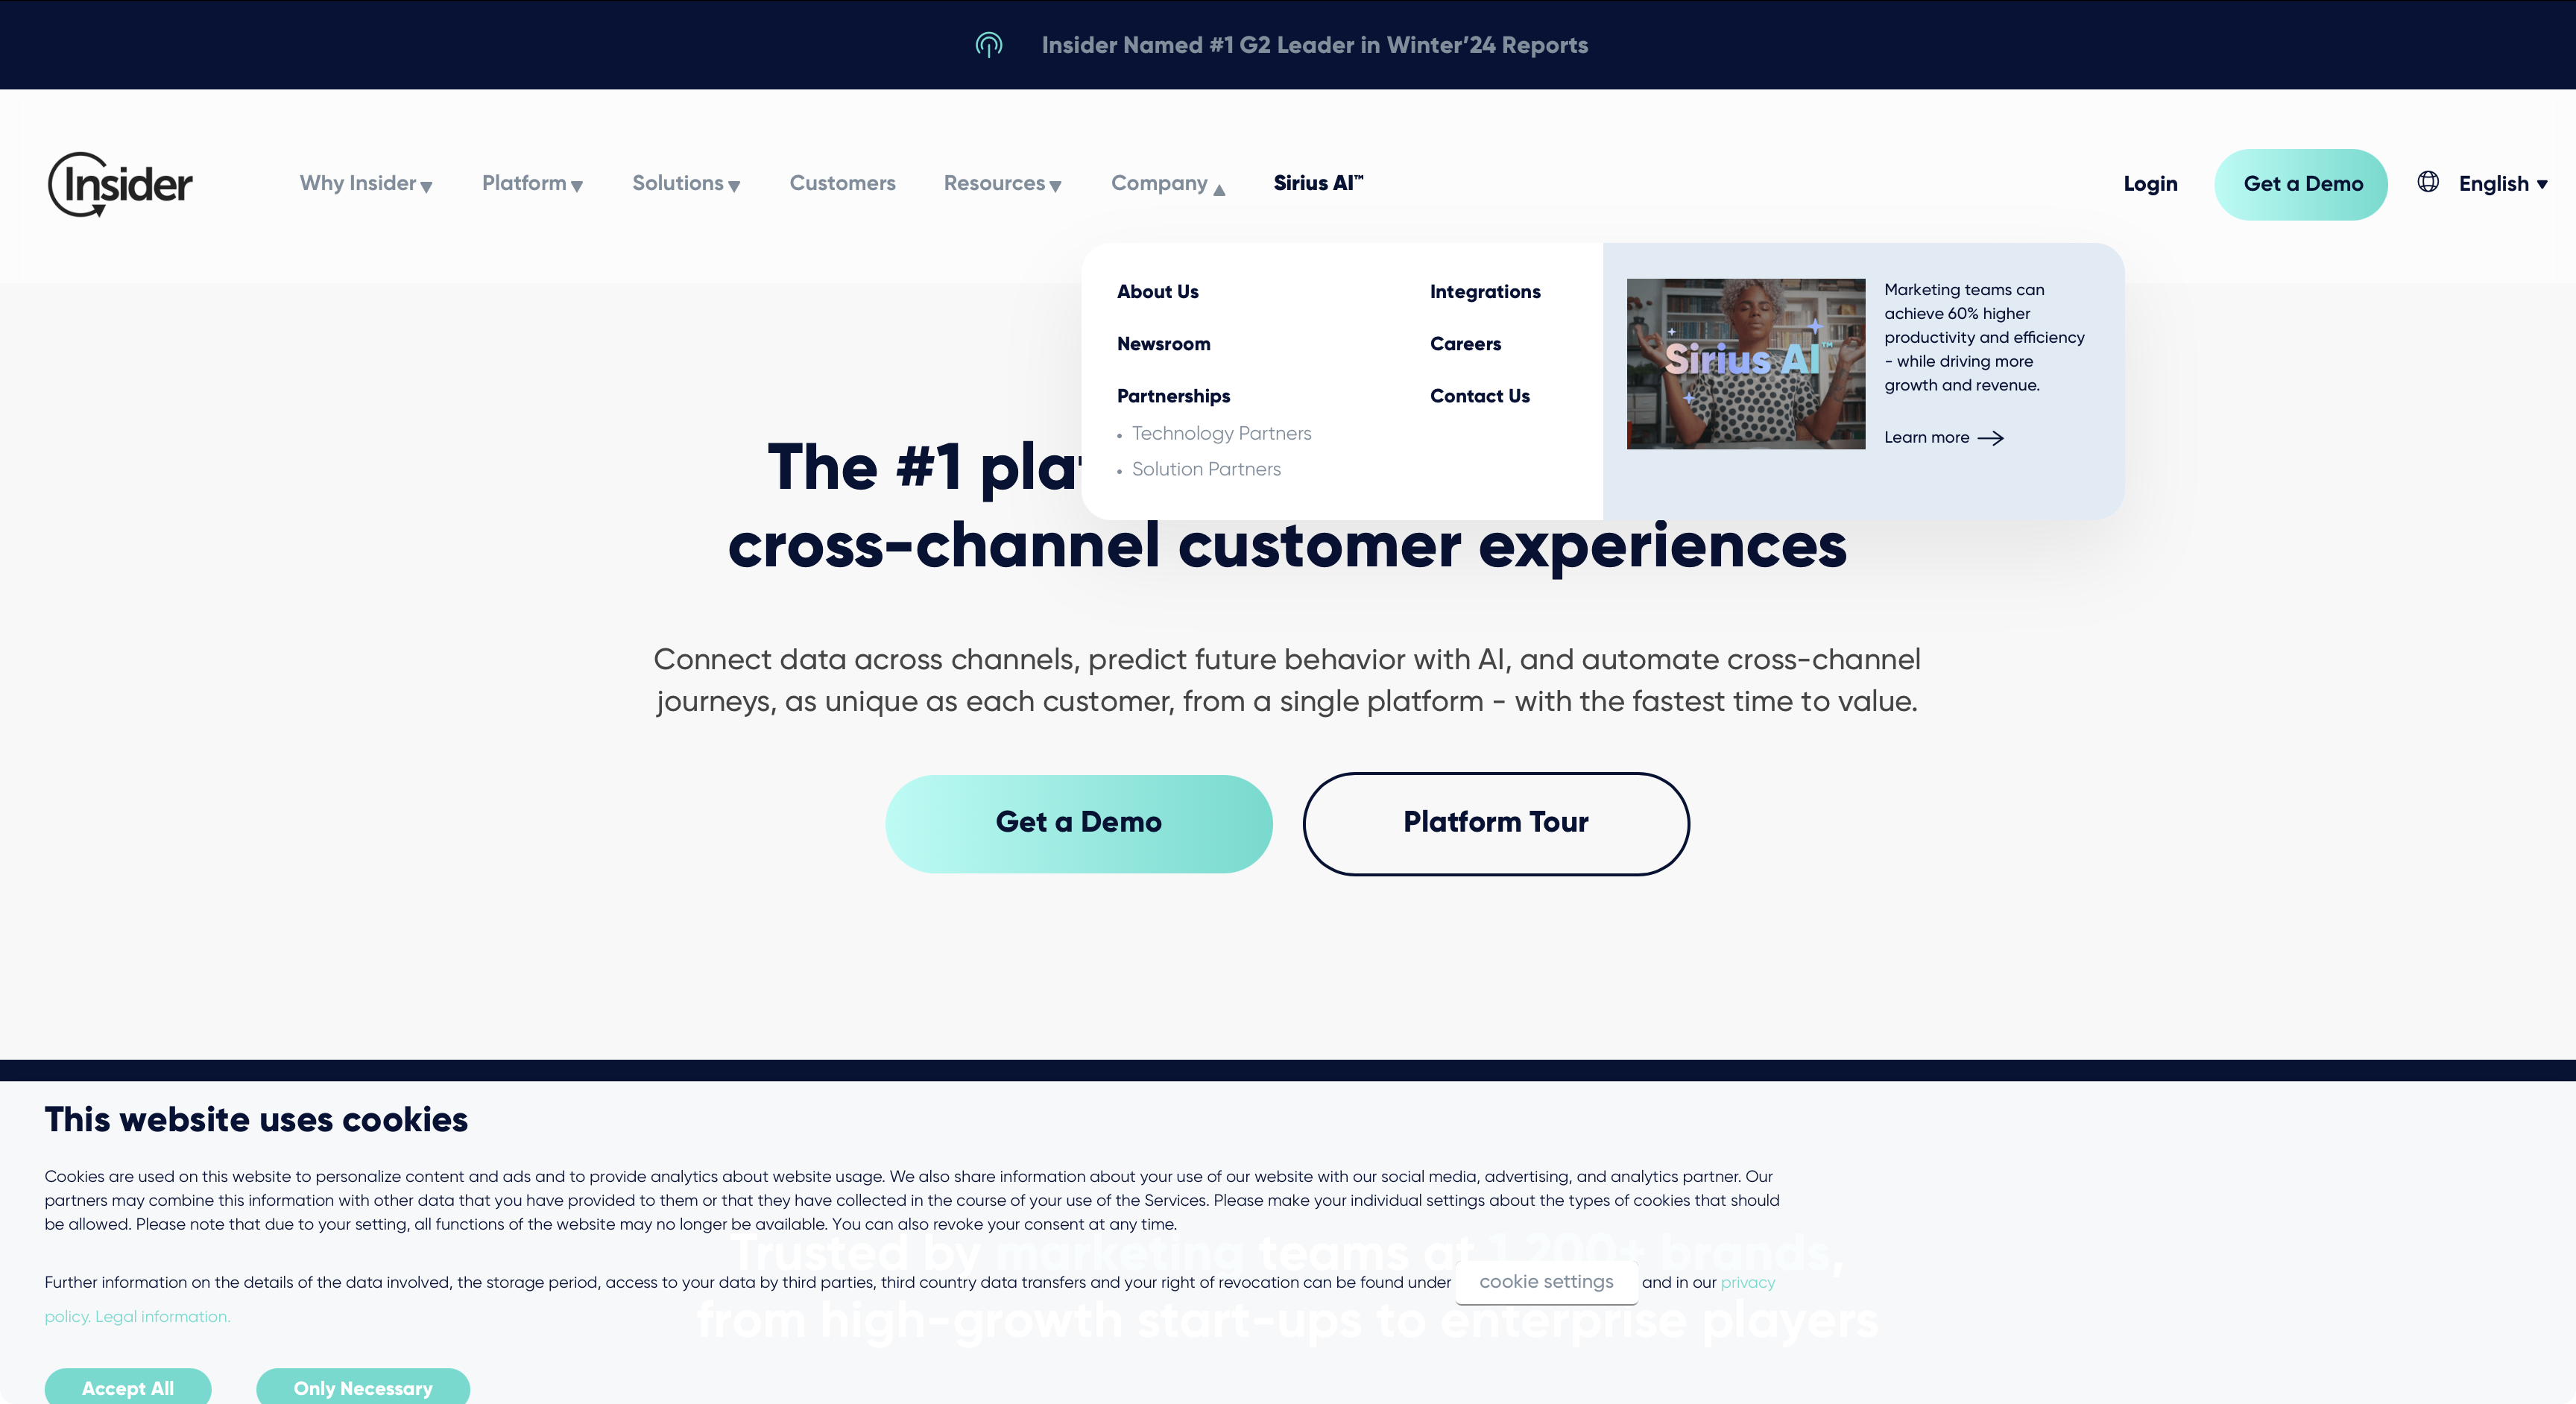 Insider Named #1 G2 Leader in Winter’24 Reports
Insider
Why Insider
Platform
Solutions
Customers
Resources
Company
Sirius AI™
Login
Get a Demo
English
About Us
Newsroom
Partnerships
• Technology Partners
• Solution Partners
Integrations
Careers
Contact Us
Sirius AI™
Marketing teams can
achieve 60% higher
productivity and efficiency
- while driving more
growth and revenue.
Learn more
The #1
cross-channel customer experiences
Connect data across channels, predict future behavior with AI, and automate cross-channel
journeys, as unique as each customer, from a single platform - with the fastest time to value.
Get a Demo
Platform Tour
This website uses cookies
Cookies are used on this website to personalize content and ads and to provide analytics about website usage. We also share information about your use of our website with our social media, advertising, and analytics partner. Our
partners may combine this information with other data that you have provided to them or that they have collected in the course of your use of the Services. Please make your individual settings about the types of cookies that should
be allowed. Please note that due to your setting, all functions of the website may no longer be available. You can also revoke your consent at any time.
Trusted by marketing teams at 1,200+ brands,
Further information on the details of the data involved, the storage period, access to your data by third parties, third country data transfers and your right of revocation can be found under cookie settings and in our privacy
policy. Legal information.
from high-growth start-ups to enterprise players
Accept All
Only Necessary